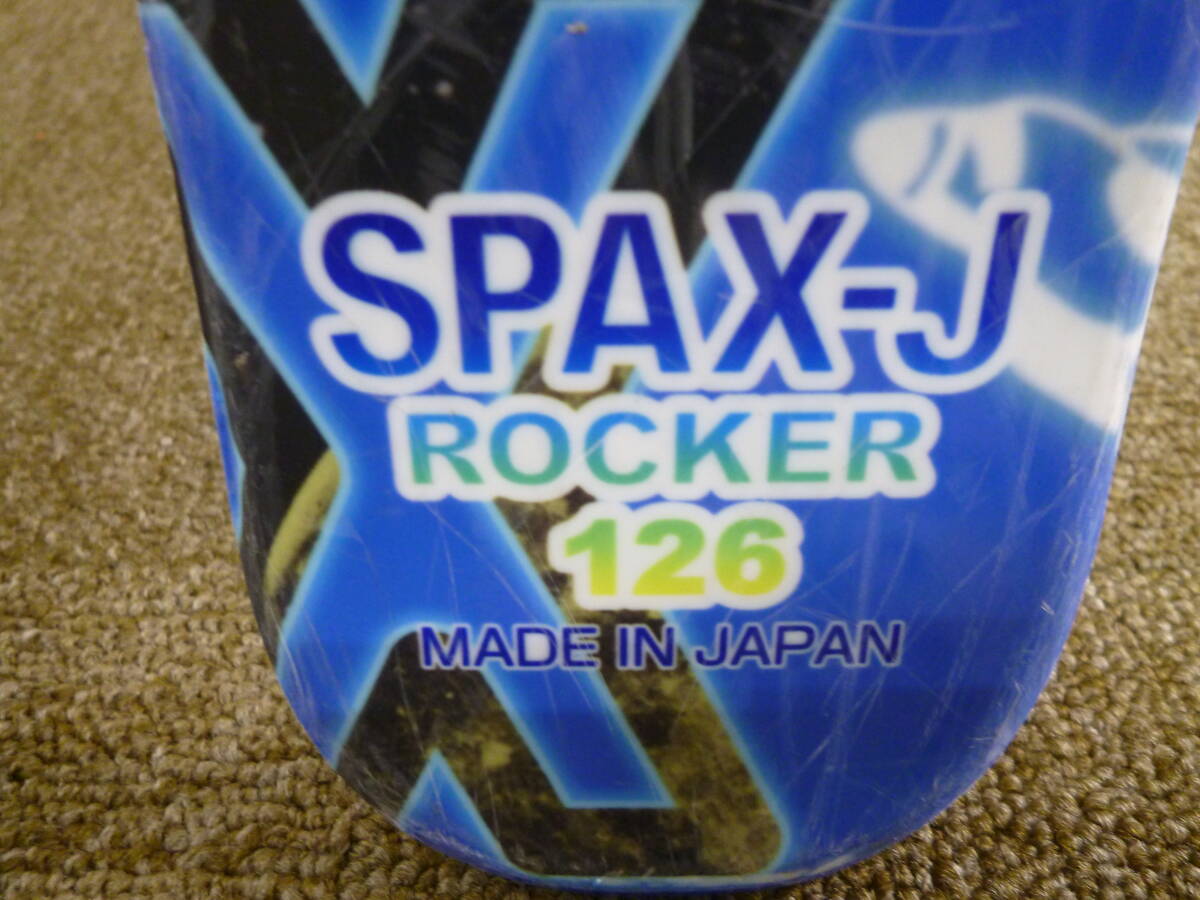 SPAX-J
ROCKER
126
MADE IN JAPAN